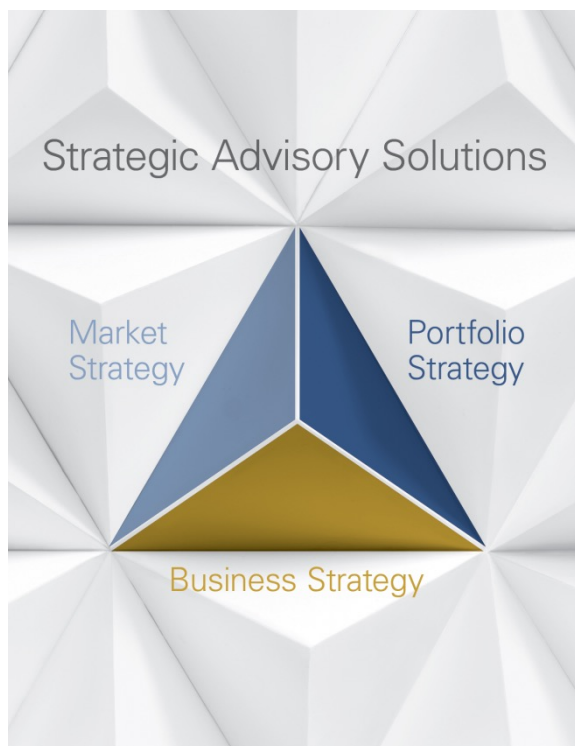 Strategic Advisory Solutions
Market
Strategy
Portfolio
Strategy
Business Strategy